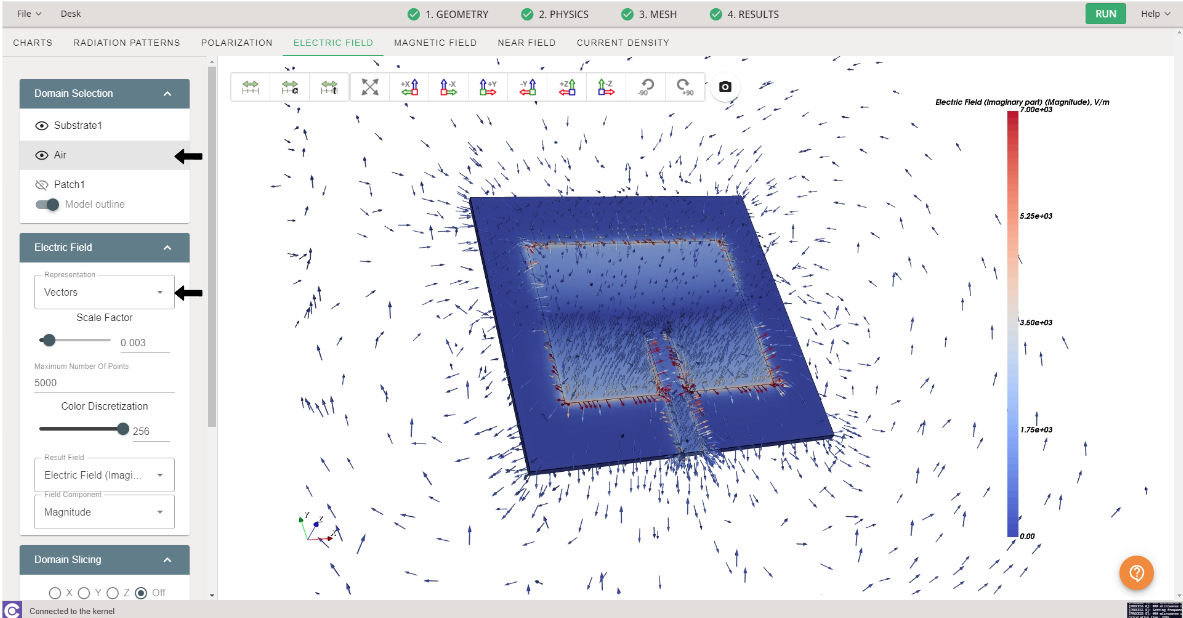 File Desk 1. GEOMETRY 2. PHYSICS 3. MESH 4. RESULTS RUN Help
CHARTS RADIATION PATTERNS POLARIZATION ELECTRIC FIELD MAGNETIC FIELD NEAR FIELD CURRENT DENSITY
Domain Selection
Substrate1
Air
Patch1
Model outline
Electric Field
Representation
Vectors
Scale Factor
0.003
Maximum Number Of Points
5000
Color Discretization
256
Result Field
Electric Field (Imagi...
Field Component
Magnitude
Domain Slicing
X Y Z Off
+X -X +Y -Y +Z -Z -90 +90
Electric Field (Imaginary part) (Magnitude), V/m
7.00e+03
5.25e+03
3.50e+03
1.75e+03
0.00
Y Z X
Connected to the kernel